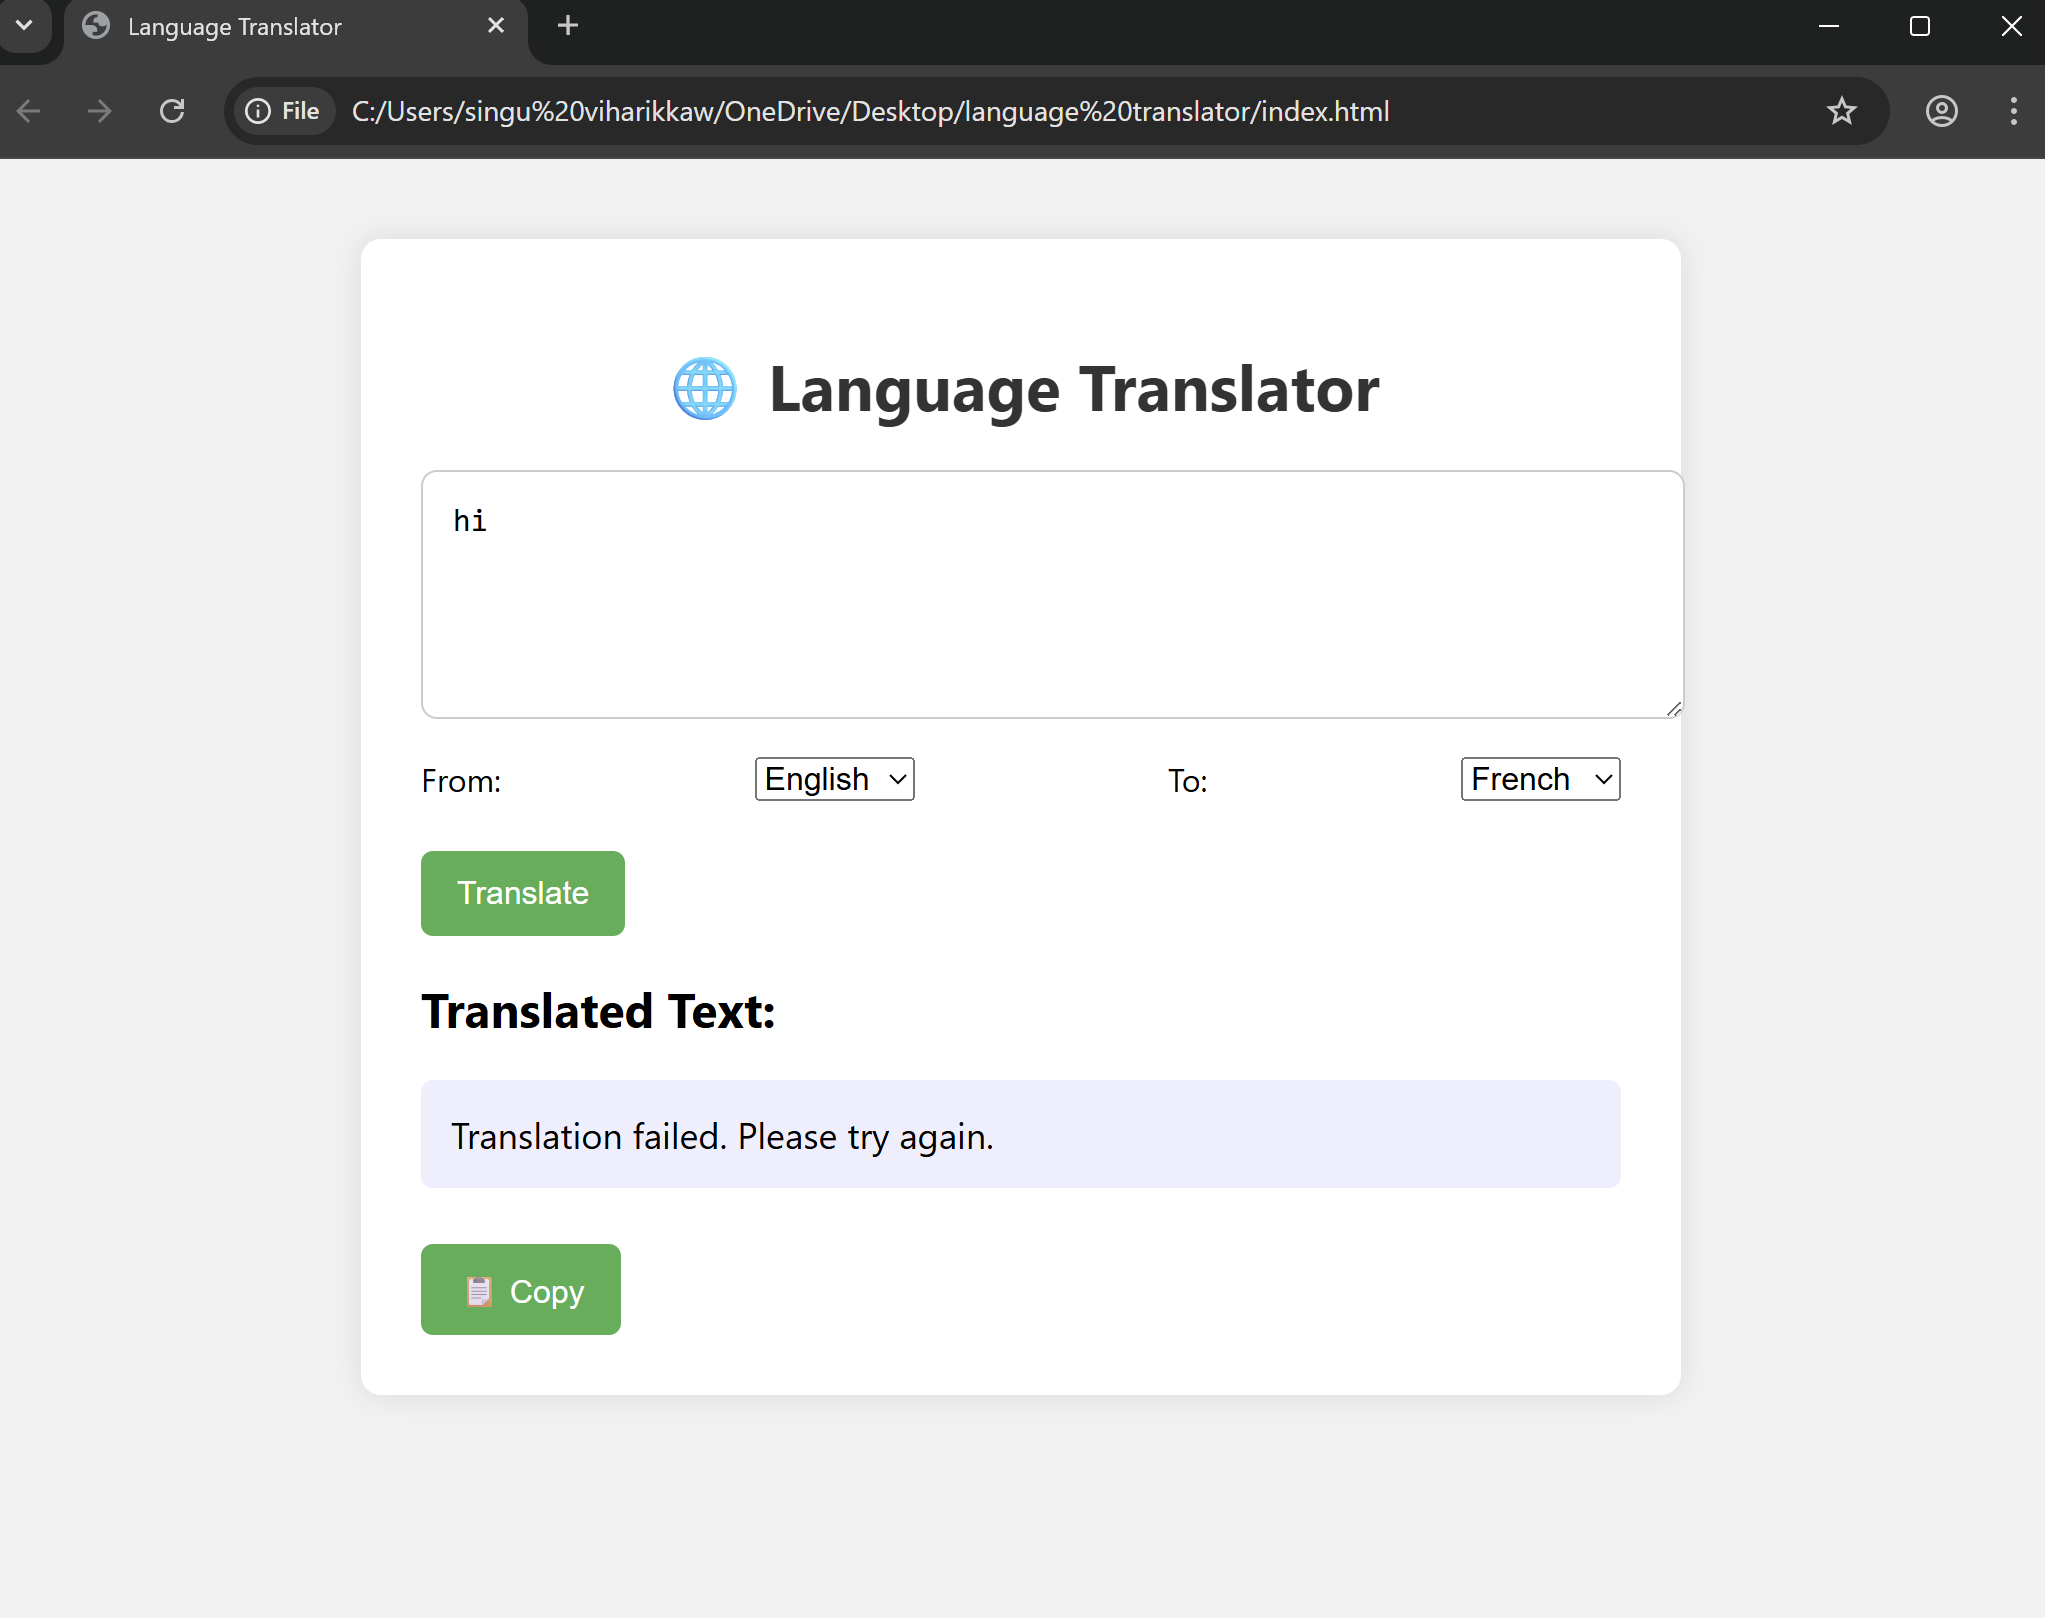 Language Translator
File C:/Users/singu%20viharikkaw/OneDrive/Desktop/language%20translator/index.html
Language Translator
hi
From: English To: French
Translate
Translated Text:
Translation failed. Please try again.
Copy